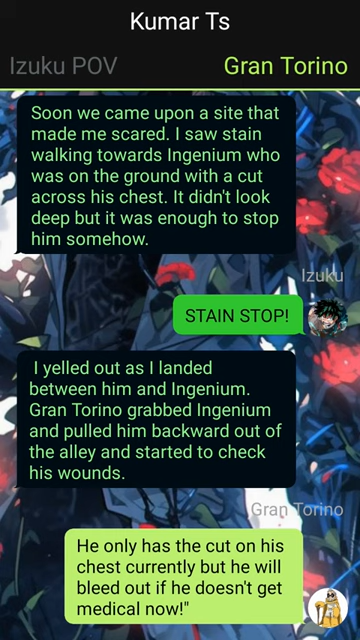 Kumar Ts
Izuku POV
Gran Torino
Soon we came upon a site that
made me scared. I saw stain
walking towards Ingenium who
was on the ground with a cut
across his chest. It didn't look
deep but it was enough to stop
him somehow.
Izuku
STAIN STOP!
I yelled out as I landed
between him and Ingenium.
Gran Torino grabbed Ingenium
and pulled him backward out of
the alley and started to check
his wounds.
Gran Torino
He only has the cut on his
chest currently but he will
bleed out if he doesn't get
medical now!"